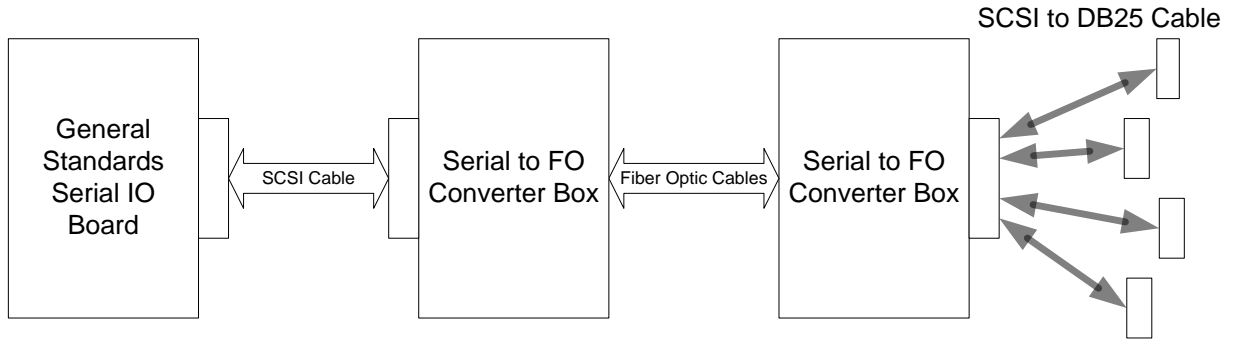 SCSI to DB25 Cable
General
Standards
Serial IO
Board
SCSI Cable
Serial to FO
Converter Box
Fiber Optic Cables
Serial to FO
Converter Box